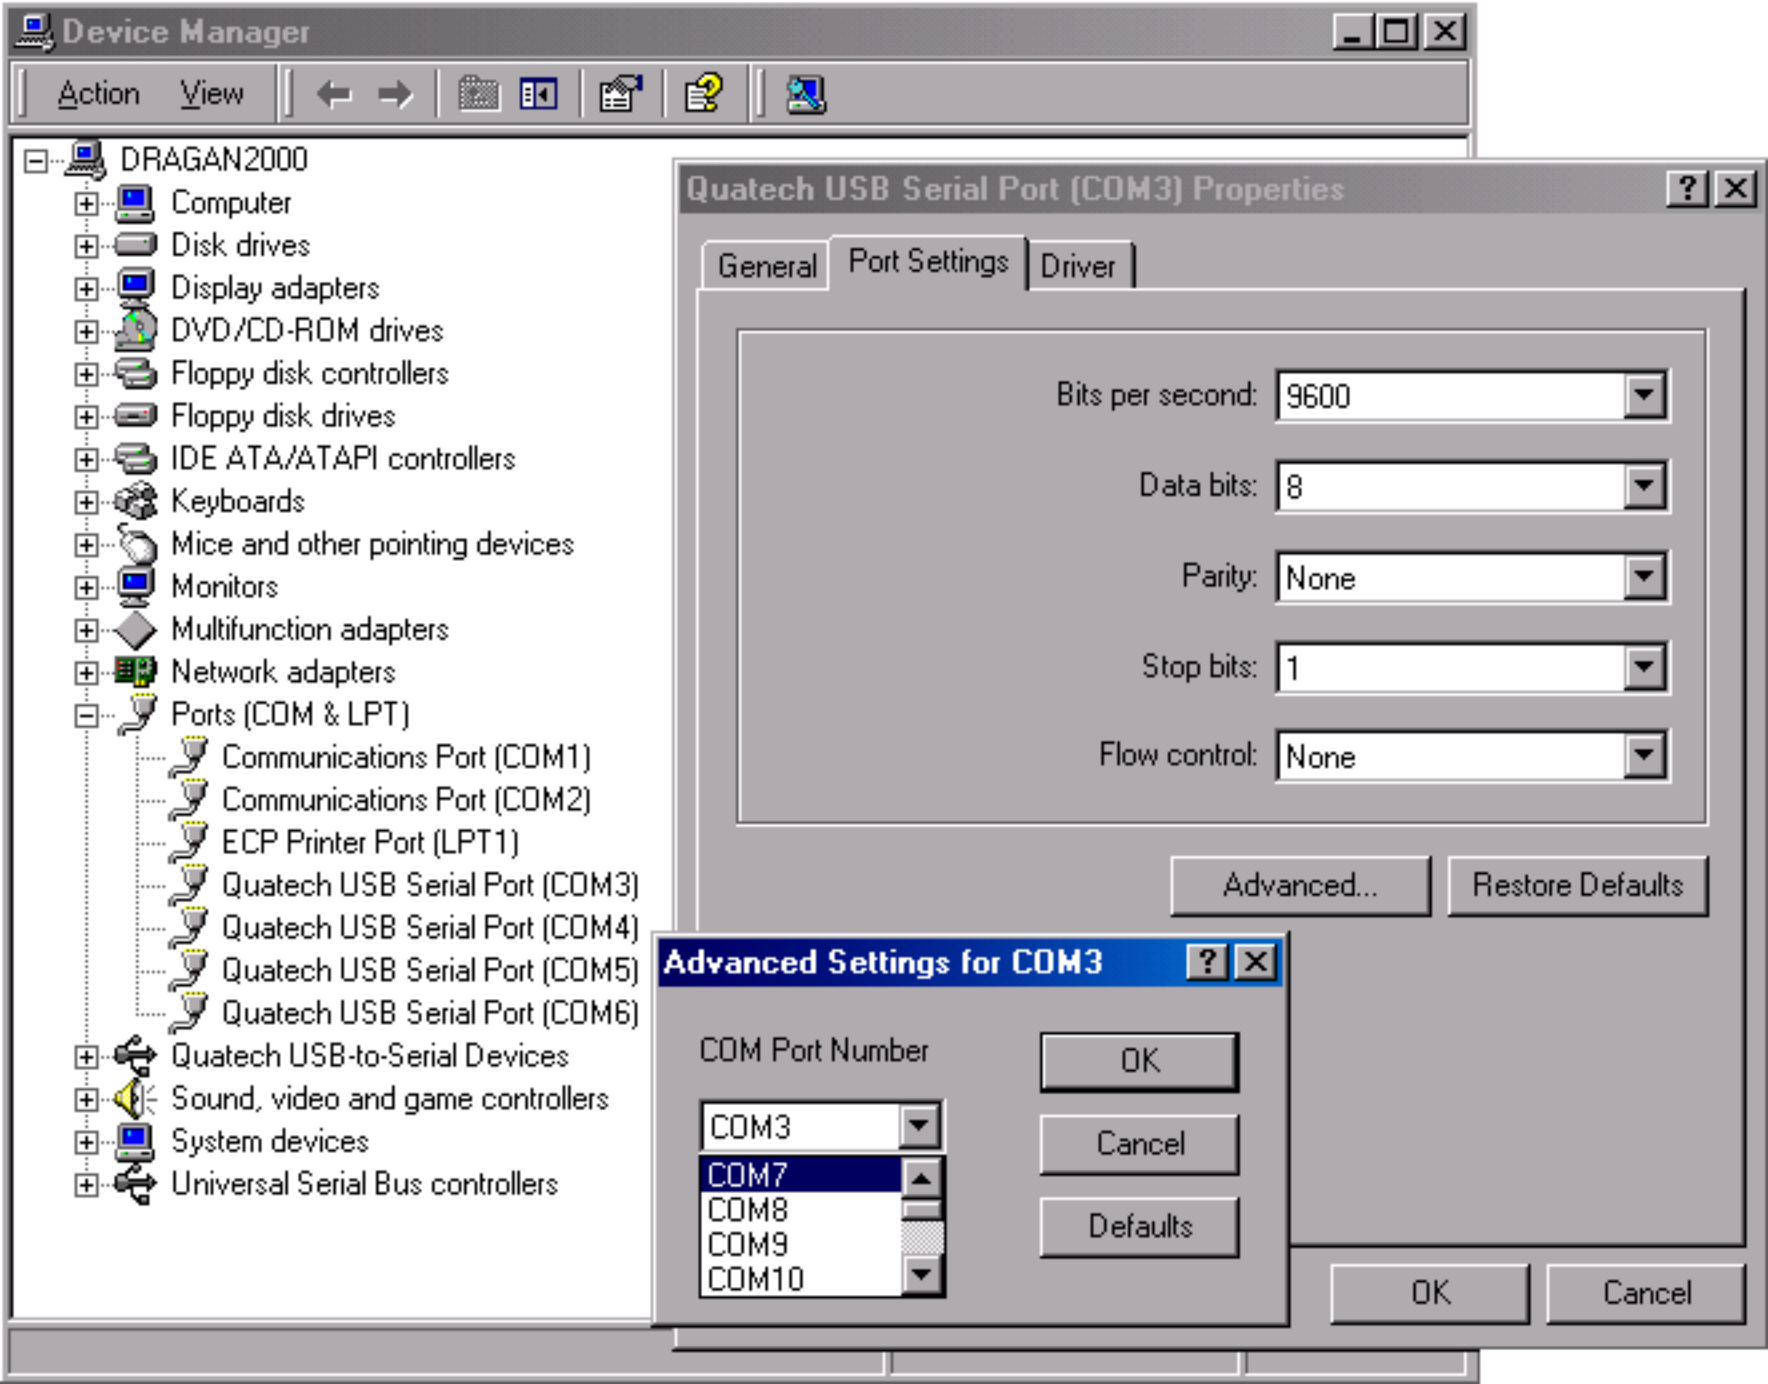 Device Manager
Action View
DRAGAN2000
Computer
Disk drives
Display adapters
DVD/CD-ROM drives
Floppy disk controllers
Floppy disk drives
IDE ATA/ATAPI controllers
Keyboards
Mice and other pointing devices
Monitors
Multifunction adapters
Network adapters
Ports (COM & LPT)
Communications Port (COM1)
Communications Port (COM2)
ECP Printer Port (LPT1)
Quatech USB Serial Port (COM3)
Quatech USB Serial Port (COM4)
Quatech USB Serial Port (COM5)
Quatech USB Serial Port (COM6)
Quatech USB-to-Serial Devices
Sound, video and game controllers
System devices
Universal Serial Bus controllers
Quatech USB Serial Port (COM3) Properties
General Port Settings Driver
Bits per second: 9600
Data bits: 8
Parity: None
Stop bits: 1
Flow control: None
Advanced... Restore Defaults
Advanced Settings for COM3
COM Port Number
COM3
COM7
COM8
COM9
COM10
OK
Cancel
Defaults
OK Cancel